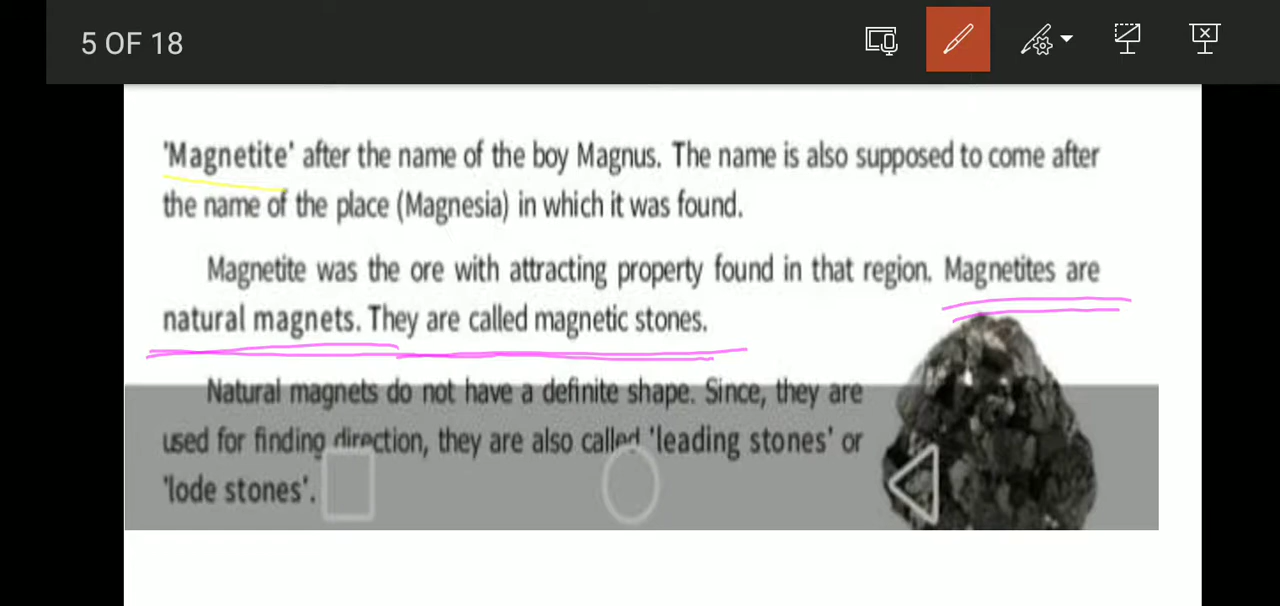 5 OF 18
'Magnetite' after the name of the boy Magnus. The name is also supposed to come after
the name of the place (Magnesia) in which it was found.
Magnetite was the ore with attracting property found in that region. Magnetites are
natural magnets. They are called magnetic stones.
Natural magnets do not have a definite shape. Since, they are
used for finding direction, they are also called 'leading stones' or
'lode stones'.